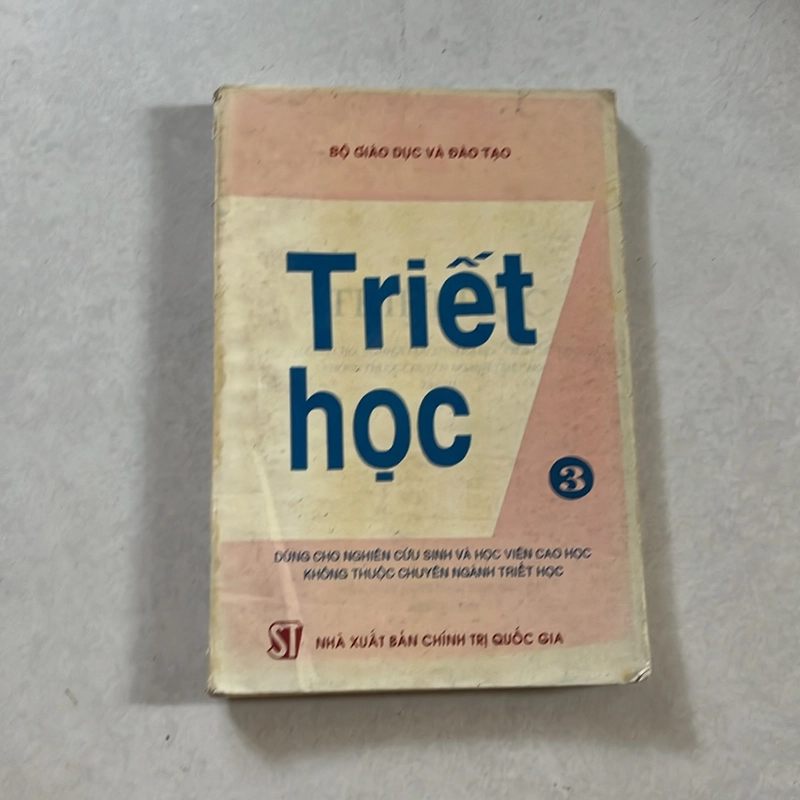 BỘ GIÁO DỤC VÀ ĐÀO TẠO
Triết
học
3
DÙNG CHO NGHIÊN CỨU SINH VÀ HỌC VIÊN CAO HỌC
KHÔNG THUỘC CHUYÊN NGÀNH TRIẾT HỌC
ST NHÀ XUẤT BẢN CHÍNH TRỊ QUỐC GIA